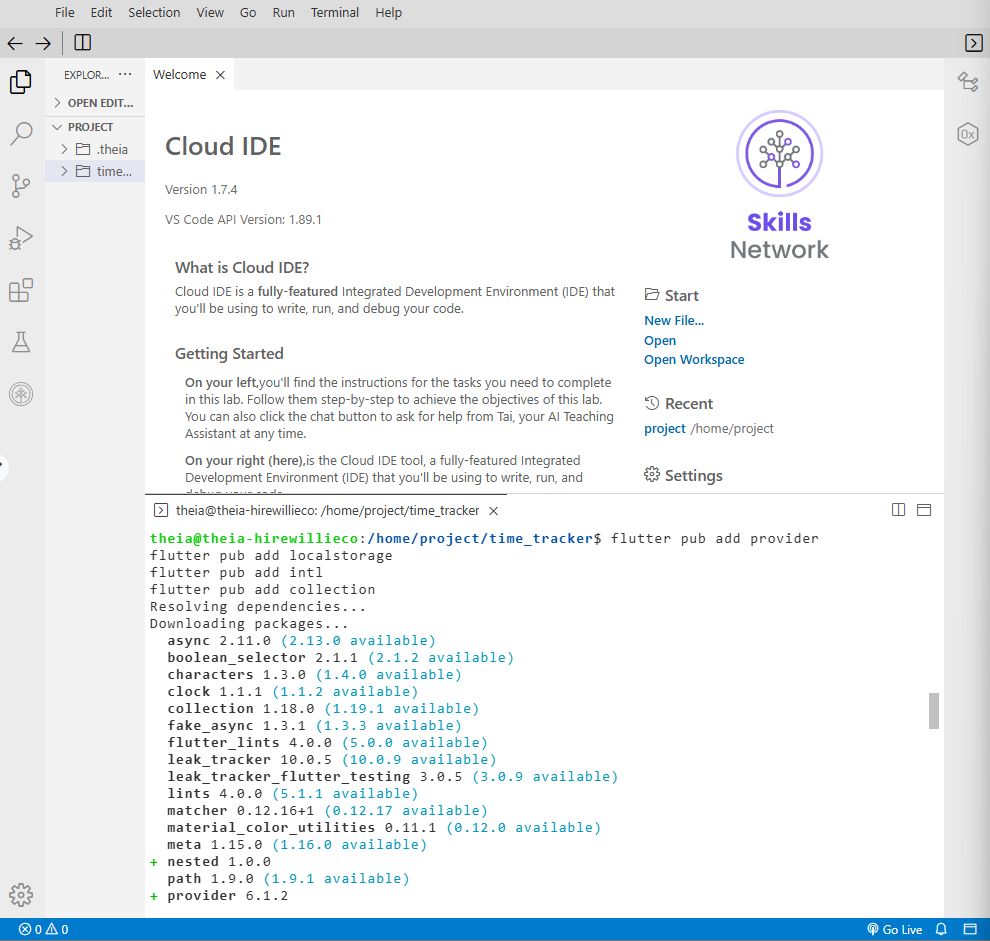 File Edit Selection View Go Run Terminal Help
EXPLOR... ...
Welcome
OPEN EDIT...
PROJECT
.theia
time...
Cloud IDE
Version 1.7.4
VS Code API Version: 1.89.1
Skills
Network
What is Cloud IDE?
Cloud IDE is a fully-featured Integrated Development Environment (IDE) that
you'll be using to write, run, and debug your code.
Getting Started
On your left,you'll find the instructions for the tasks you need to complete
in this lab. Follow them step-by-step to achieve the objectives of this lab.
You can also click the chat button to ask for help from Tai, your AI Teaching
Assistant at any time.
On your right (here),is the Cloud IDE tool, a fully-featured Integrated
Development Environment (IDE) that you'll be using to write, run, and
debug your code.
Start
New File...
Open
Open Workspace
Recent
project /home/project
Settings
0x
theia@theia-hirewillieco: /home/project/time_tracker
theia@theia-hirewillieco:/home/project/time_tracker$ flutter pub add provider
flutter pub add localstorage
flutter pub add intl
flutter pub add collection
Resolving dependencies...
Downloading packages...
async 2.11.0 (2.13.0 available)
boolean_selector 2.1.1 (2.1.2 available)
characters 1.3.0 (1.4.0 available)
clock 1.1.1 (1.1.2 available)
collection 1.18.0 (1.19.1 available)
fake_async 1.3.1 (1.3.3 available)
flutter_lints 4.0.0 (5.0.0 available)
leak_tracker 10.0.5 (10.0.9 available)
leak_tracker_flutter_testing 3.0.5 (3.0.9 available)
lints 4.0.0 (5.1.1 available)
matcher 0.12.16+1 (0.12.17 available)
material_color_utilities 0.11.1 (0.12.0 available)
meta 1.15.0 (1.16.0 available)
+ nested 1.0.0
path 1.9.0 (1.9.1 available)
+ provider 6.1.2
0 0
Go Live